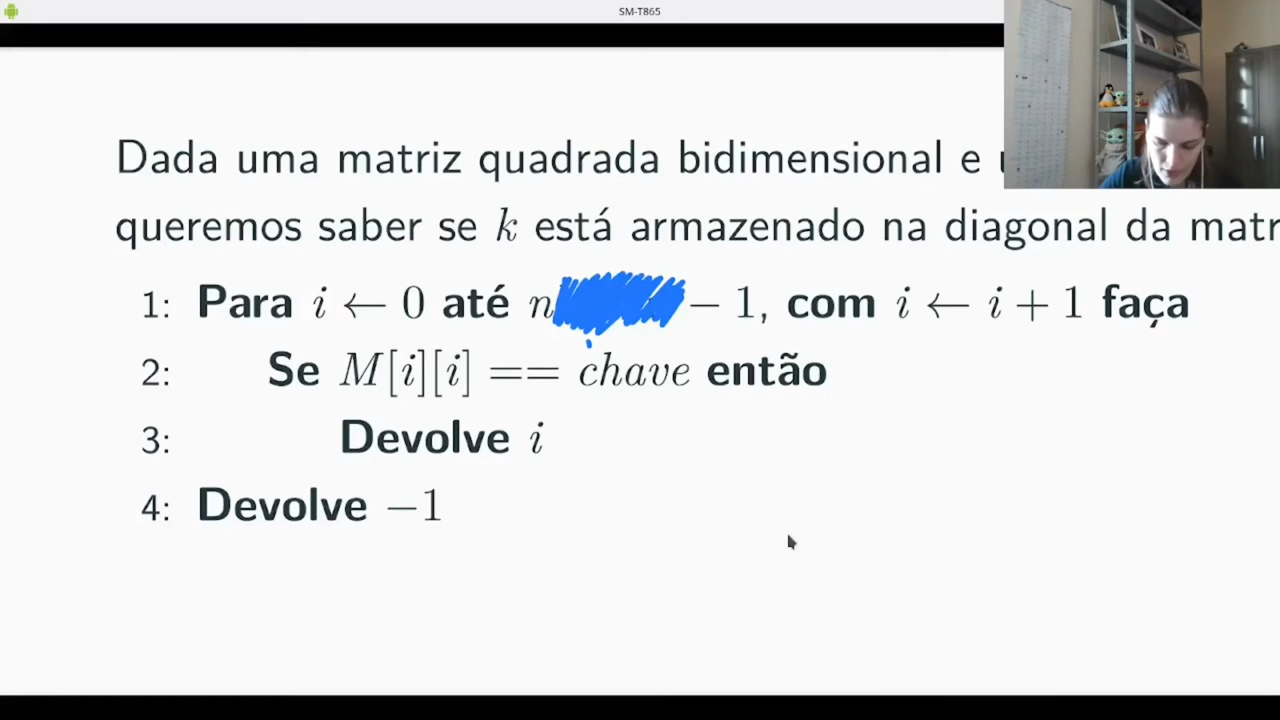 SM-T865
Dada uma matriz quadrada bidimensional e
queremos saber se k está armazenado na diagonal da
1: Para i ← 0 até n - 1, com i ← i + 1 faça
2: Se M[i][i] == chave então
3: Devolve i
4: Devolve −1